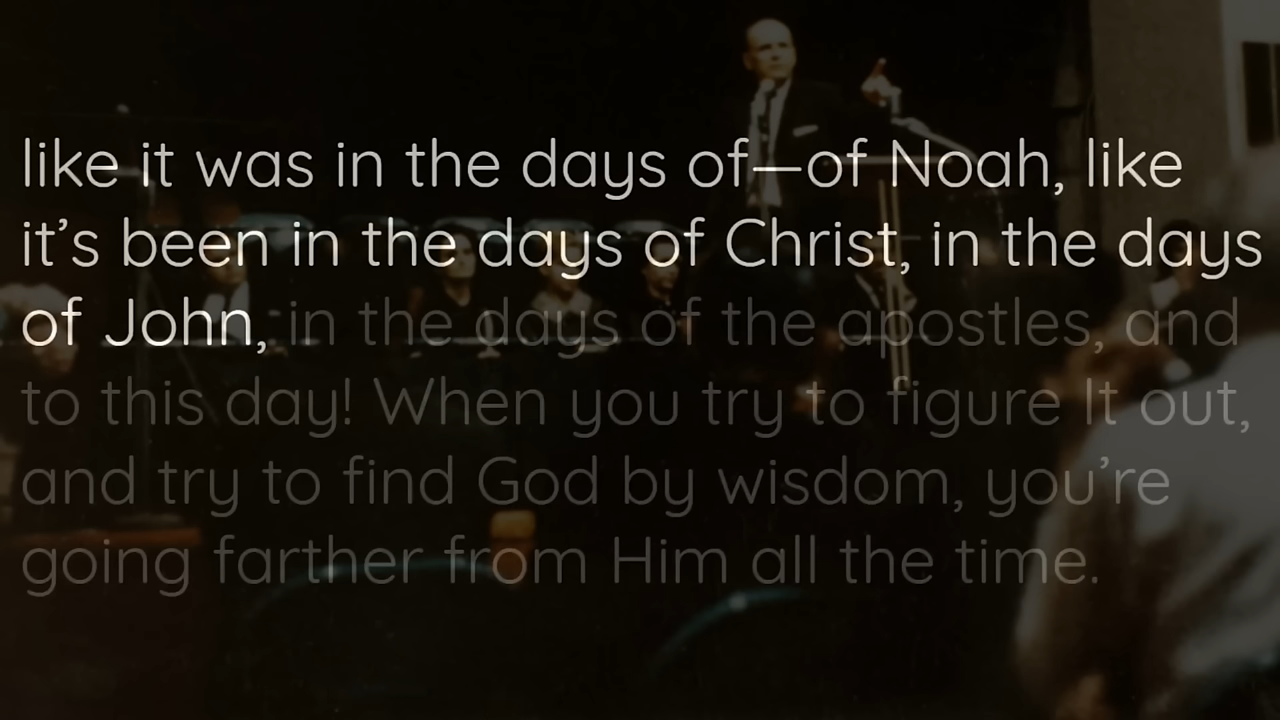 like it was in the days of—of Noah, like
it’s been in the days of Christ, in the days
of John, in the days of the apostles, and
to this day! When you try to figure It out,
and try to find God by wisdom, you’re
going farther from Him all the time.